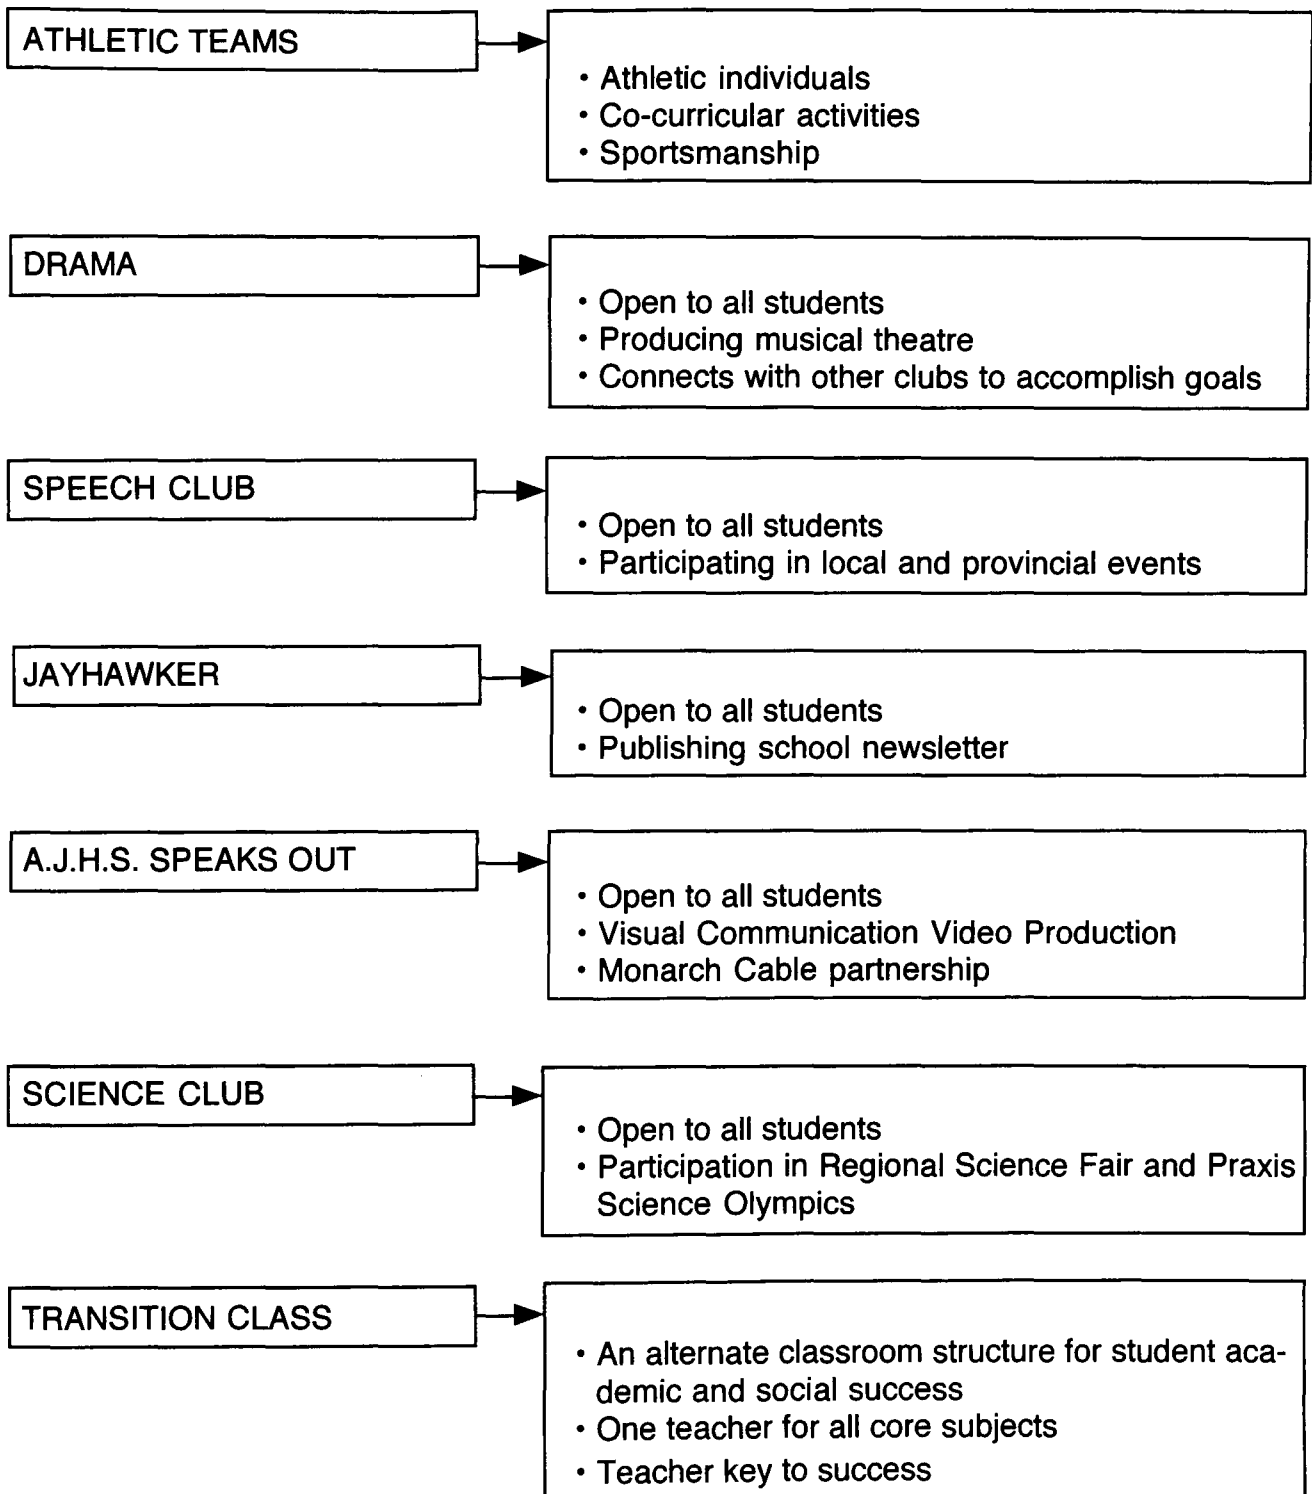 ATHLETIC TEAMS
• Athletic individuals
• Co-curricular activities
• Sportsmanship
DRAMA
• Open to all students
• Producing musical theatre
• Connects with other clubs to accomplish goals
SPEECH CLUB
• Open to all students
• Participating in local and provincial events
JAYHAWKER
• Open to all students
• Publishing school newsletter
A.J.H.S. SPEAKS OUT
• Open to all students
• Visual Communication Video Production
• Monarch Cable partnership
SCIENCE CLUB
• Open to all students
• Participation in Regional Science Fair and Praxis
Science Olympics
TRANSITION CLASS
• An alternate classroom structure for student aca-
demic and social success
• One teacher for all core subjects
• Teacher key to success